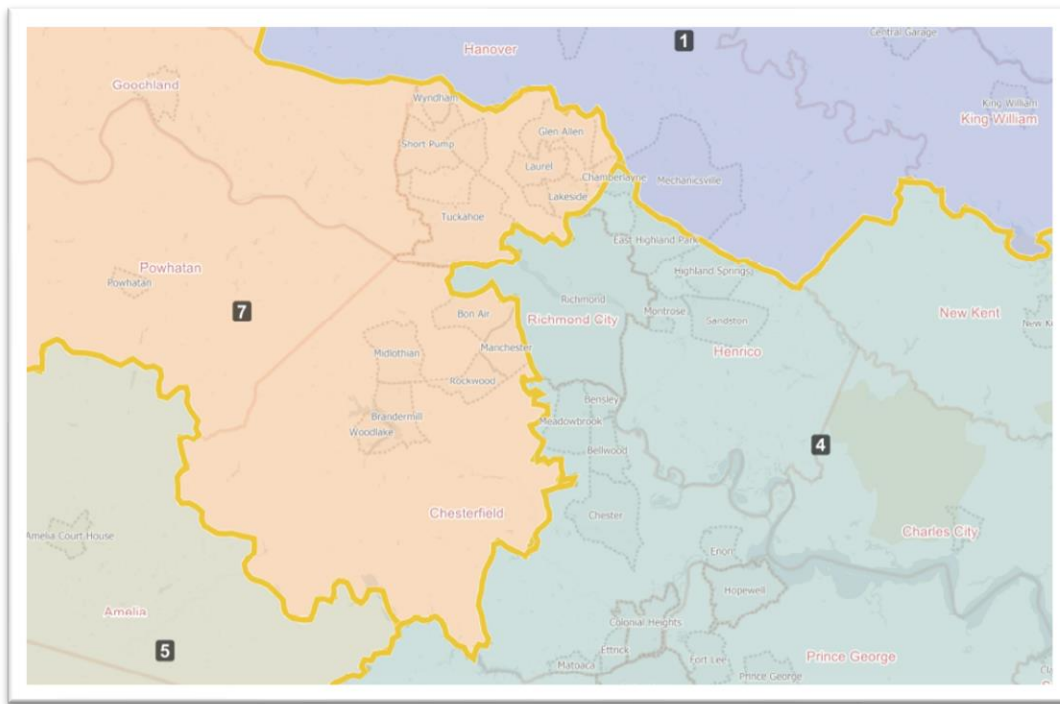 Central Garage
1
Hanover
Goochland
King William
King William
Wyndham
Glen Allen
Short Pump
Laurel
Chamberlayne
Mechanicsville
Lakeside
Tuckahoe
East Highland Park
Powhatan
Highland Springs
Powhatan
Richmond
7
Bon Air
Richmond City
Montrose
Sandston
New Kent
Midlothian
Manchester
Henrico
Rockwood
Bensley
Brandermill
Meadowbrook
Woodlake
4
Bellwood
Chesterfield
Chester
Amelia Court House
Charles City
Enon
Hopewell
Amelia
Colonial Heights
5
Ettrick
Matoaca
Fort Lee
Prince George
Prince George